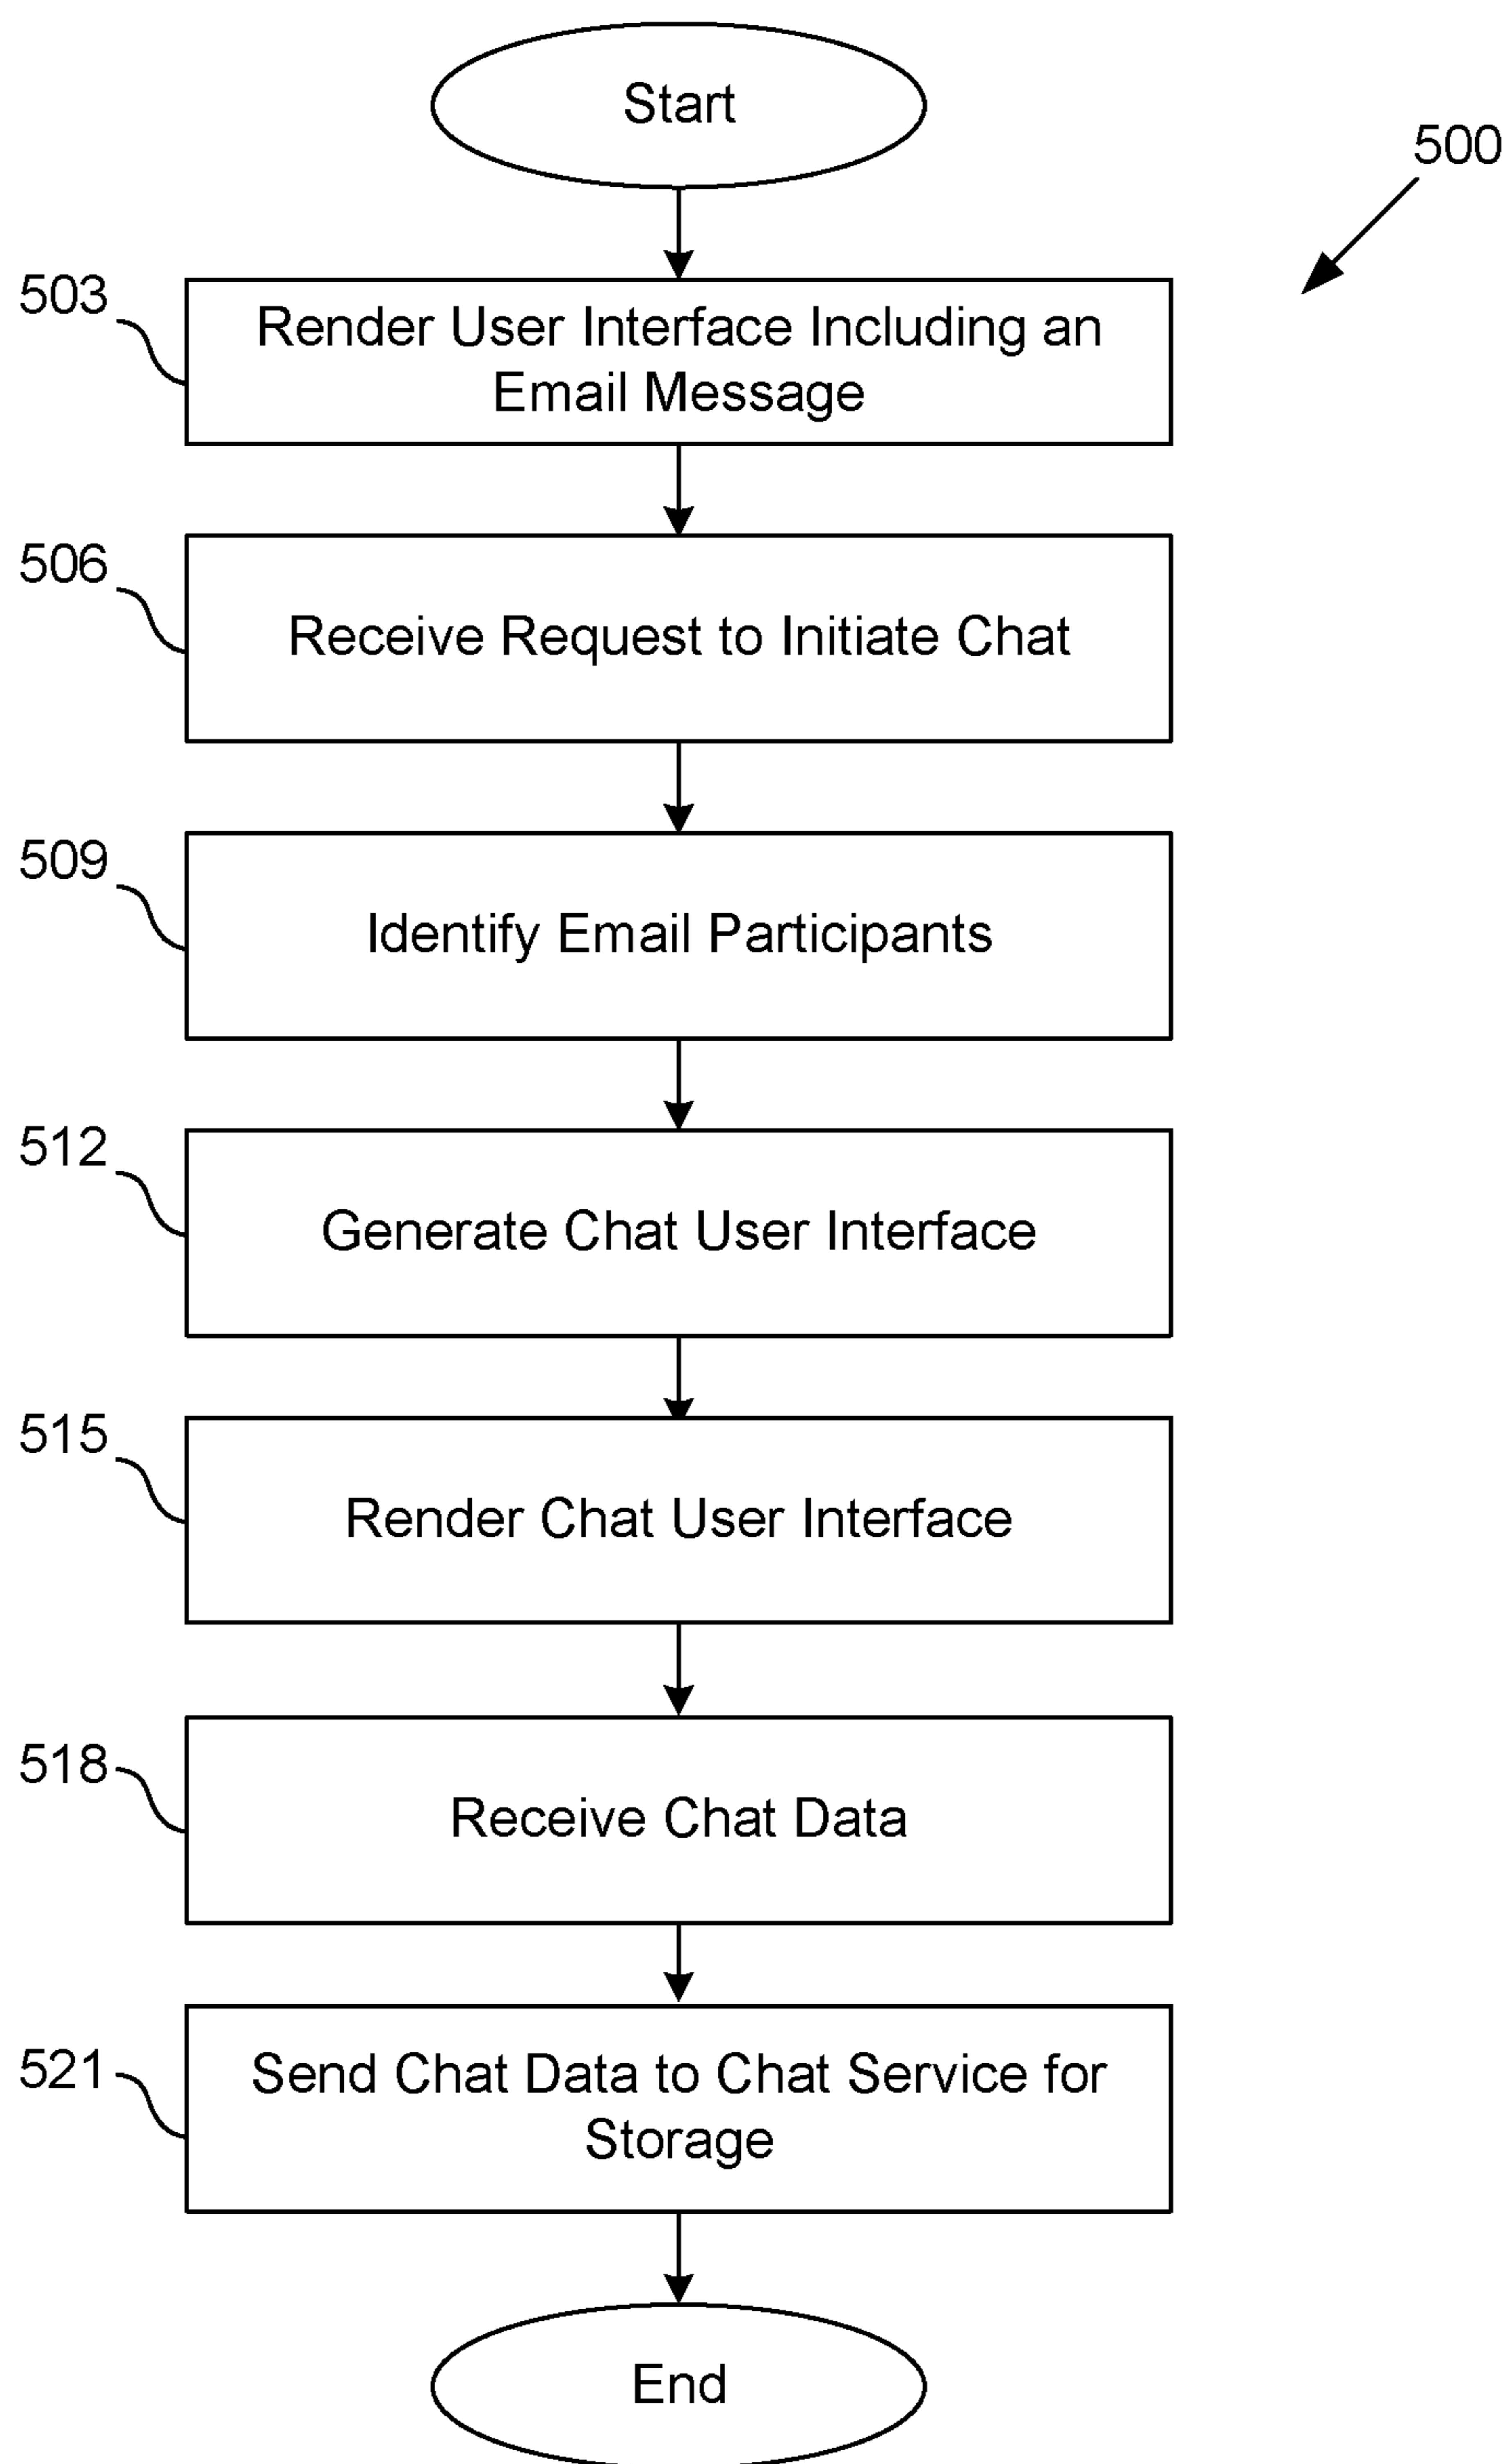 Start
500
503
Render User Interface Including an
Email Message
506
Receive Request to Initiate Chat
509
Identify Email Participants
512
Generate Chat User Interface
515
Render Chat User Interface
518
Receive Chat Data
521
Send Chat Data to Chat Service for
Storage
End